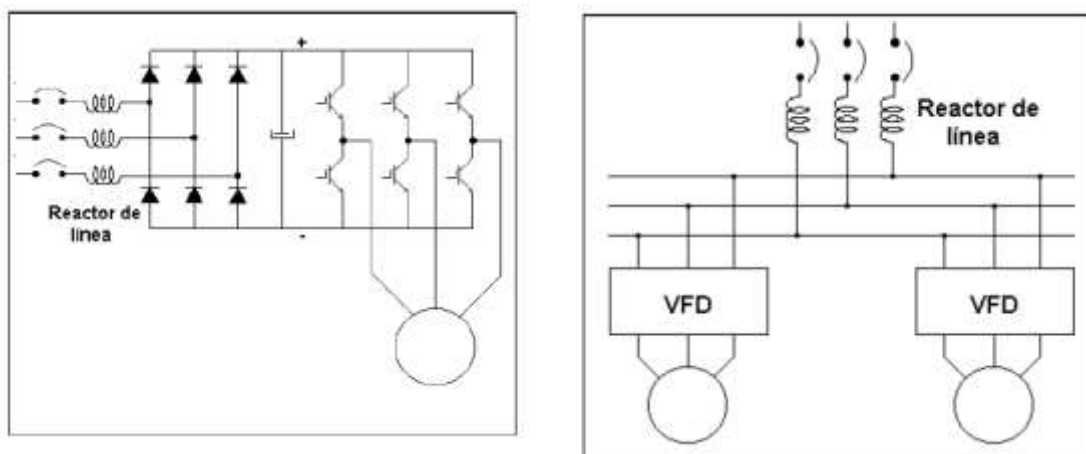 +
Reactor de
línea
-
Reactor de
línea
VFD
VFD